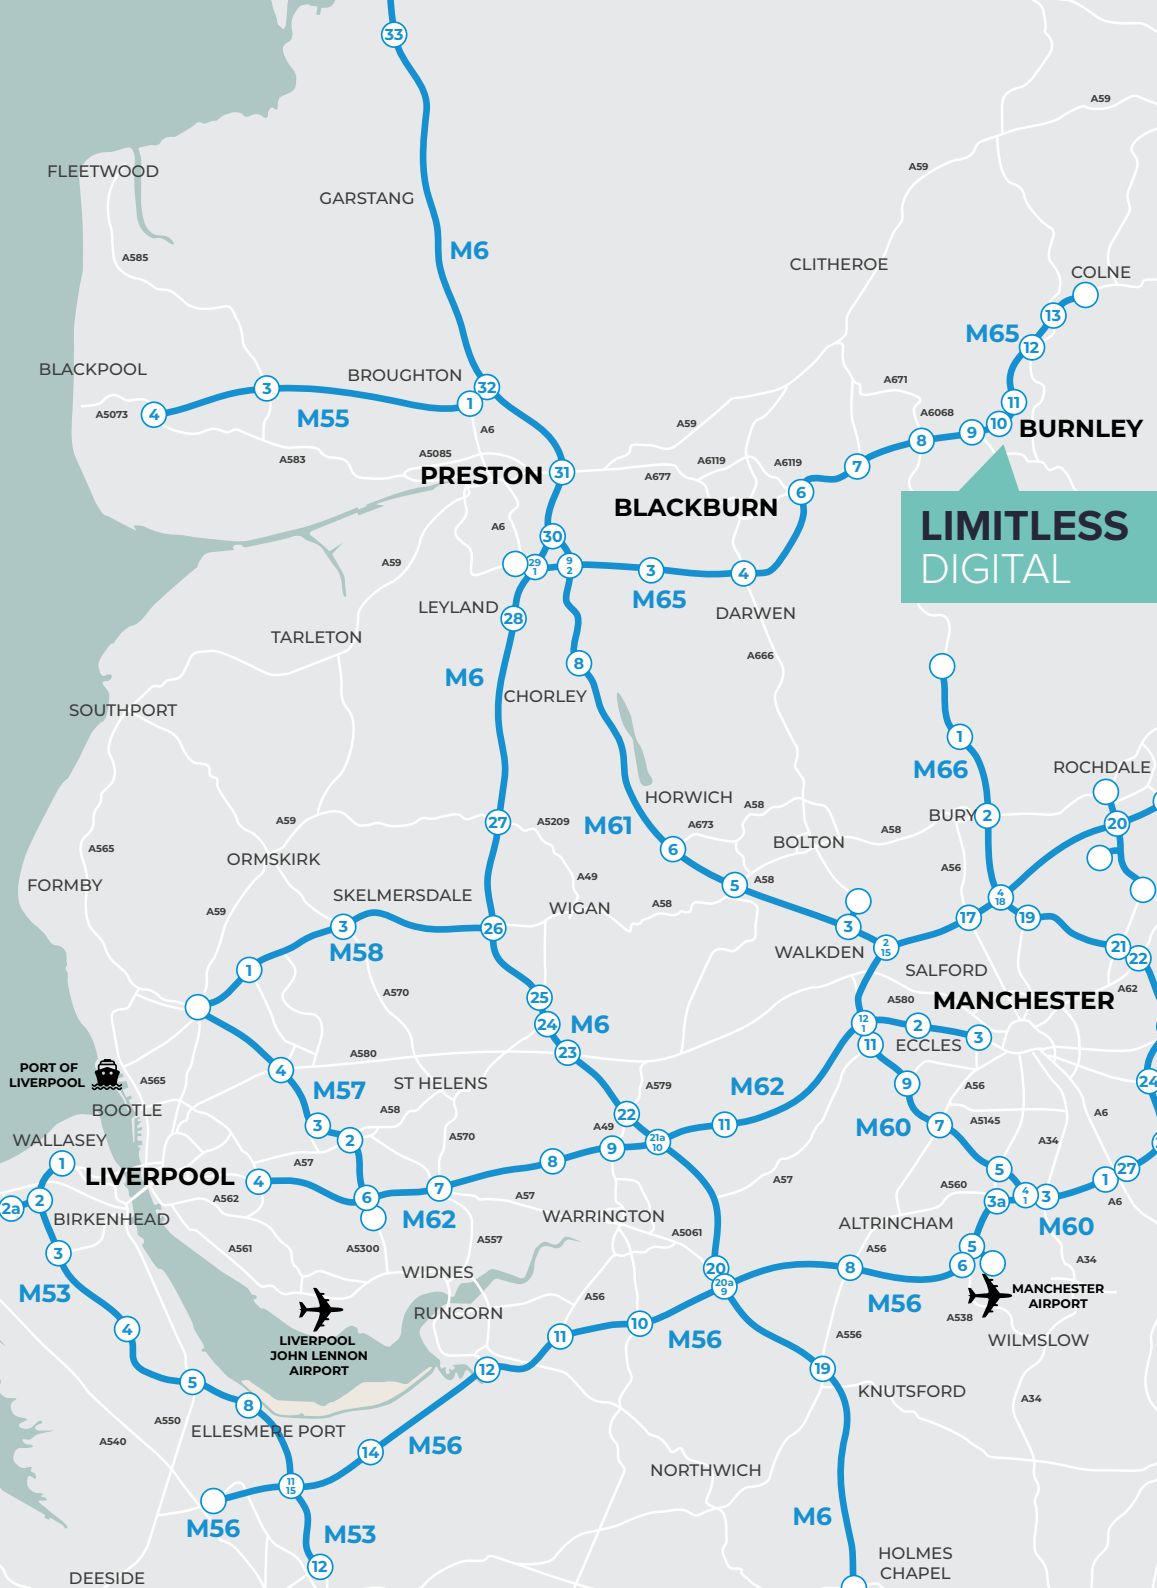 33
A59
FLEETWOOD
A59
GARSTANG
M6
A585
CLITHEROE
COLNE
13
M65
12
BLACKPOOL
BROUGHTON
32
3
A671
4
A5073
M55
1
11
A6068
10
BURNLEY
A6
A59
9
8
A583
A5085
A6119
A6119
7
PRESTON
31
A677
6
BLACKBURN
LIMITLESS
DIGITAL
A6
30
A59
29
1
9
2
3
4
M65
LEYLAND
28
DARWEN
TARLETON
A666
8
M6
CHORLEY
SOUTHPORT
1
M66
ROCHDALE
HORWICH
A58
BURY
2
A59
27
A5209
M61
A673
A58
20
A565
ORMSKIRK
6
BOLTON
A56
FORMBY
SKELMERSDALE
A49
5
A58
4
18
A59
WIGAN
A58
17
19
3
26
3
M58
WALKDEN
2
15
21
22
1
SALFORD
A570
25
A580
MANCHESTER
A62
24
M6
12
1
2
3
23
11
ECCLES
A580
PORT OF
LIVERPOOL
4
A565
M57
ST HELENS
A579
M62
9
A56
24
BOOTLE
A58
22
A6
3
A49
11
M60
7
A5145
WALLASEY
2
A570
21a
10
A34
1
LIVERPOOL
A57
8
9
5
27
4
7
A57
A560
1
2a
2
A562
6
A57
3a
4
1
3
A6
BIRKENHEAD
M62
WARRINGTON
ALTRINCHAM
M60
3
A561
A5300
A557
A5061
A56
5
A34
WIDNES
20
8
6
M53
20a
9
MANCHESTER
AIRPORT
RUNCORN
A56
M56
A538
4
LIVERPOOL
JOHN LENNON
AIRPORT
11
10
M56
A556
WILMSLOW
12
19
5
KNUTSFORD
8
A34
A550
ELLESMERE PORT
A540
14
M56
NORTHWICH
11
15
M56
M53
M6
HOLMES
CHAPEL
12
DEESIDE